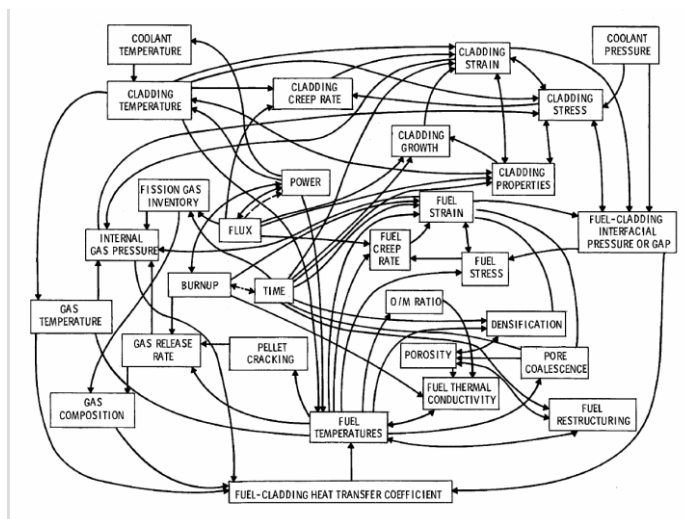 COOLANT
TEMPERATURE
CLADDING
STRAIN
COOLANT
PRESSURE
CLADDING
TEMPERATURE
CLADDING
CREEP RATE
CLADDING
STRESS
CLADDING
GROWTH
CLADDING
PROPERTIES
FISSION GAS
INVENTORY
POWER
FUEL
STRAIN
FUEL-CLADDING
INTERFACIAL
PRESSURE OR GAP
FLUX
INTERNAL
GAS PRESSURE
FUEL
CREEP
RATE
FUEL
STRESS
BURNUP
TIME
O/M RATIO
GAS
TEMPERATURE
DENSIFICATION
GAS RELEASE
RATE
PELLET
CRACKING
POROSITY
PORE
COALESCENCE
FUEL THERMAL
CONDUCTIVITY
GAS
COMPOSITION
FUEL
TEMPERATURES
FUEL
RESTRUCTURING
FUEL-CLADDING HEAT TRANSFER COEFFICIENT